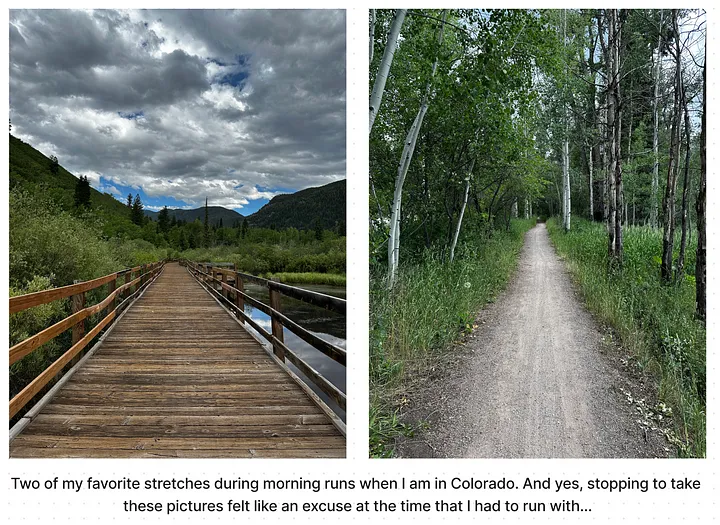 Two of my favorite stretches during morning runs when I am in Colorado. And yes, stopping to take
these pictures felt like an excuse at the time that I had to run with...